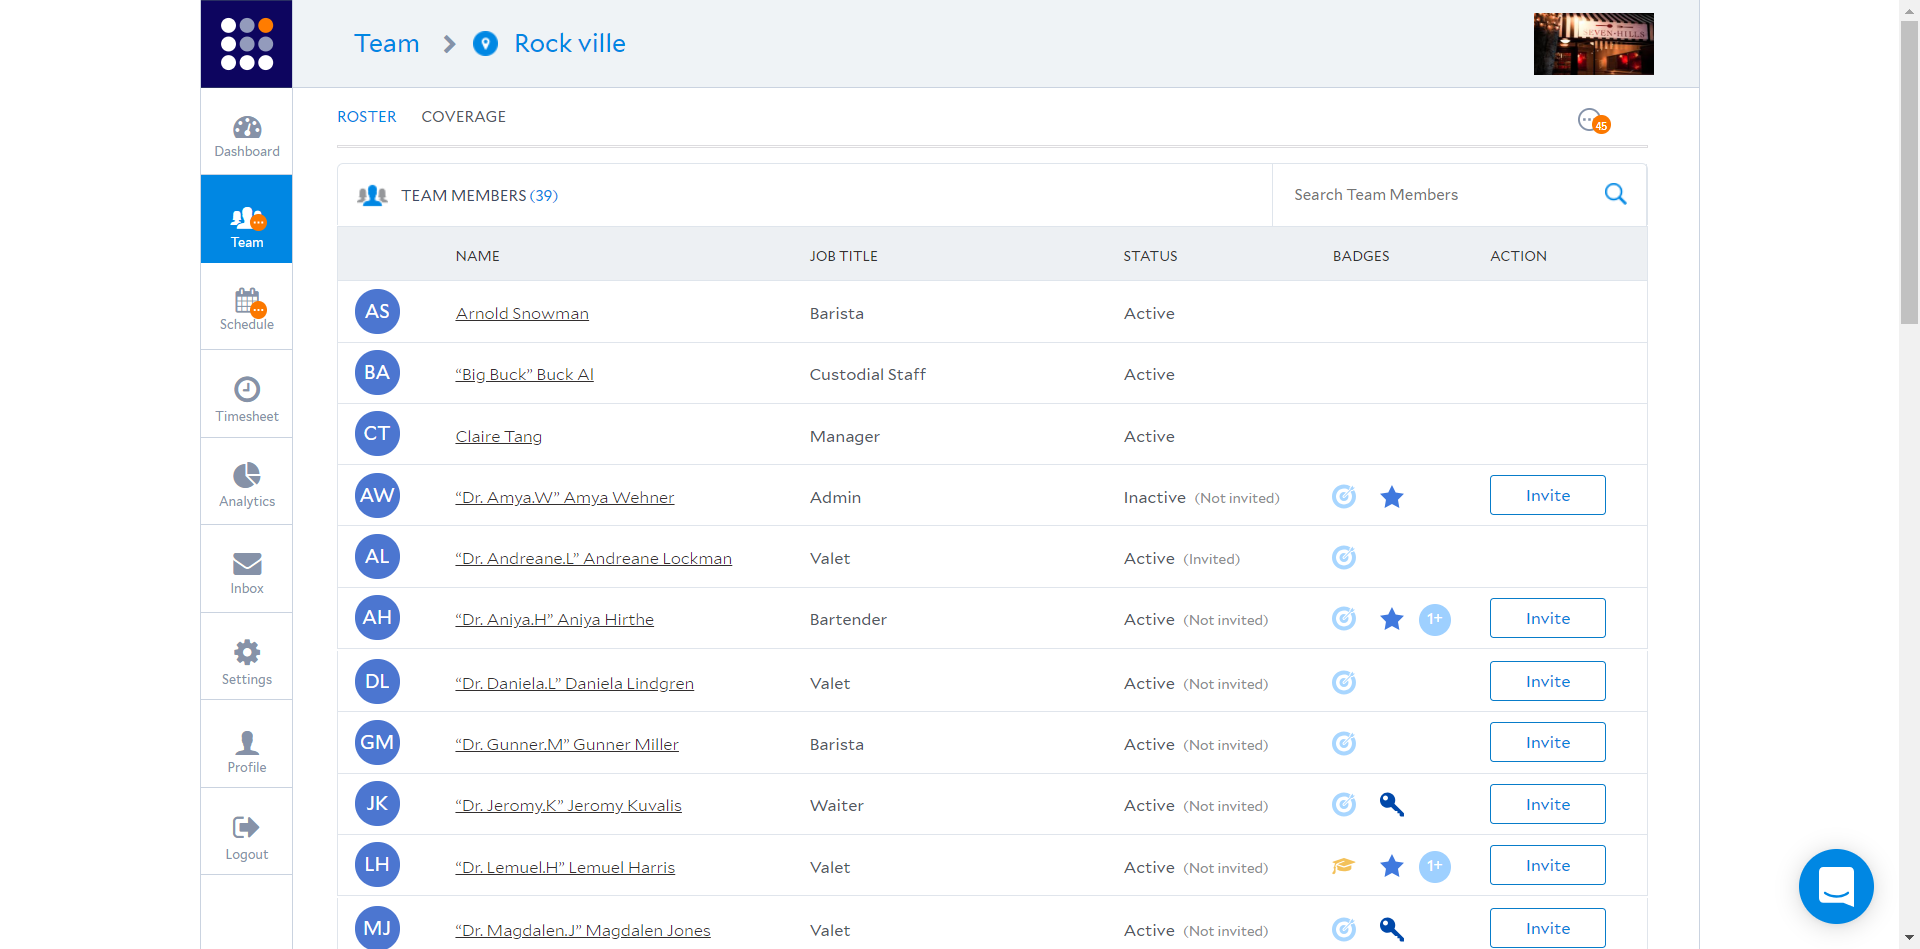 Team Rock ville
SEVEN·HILLS
ROSTER COVERAGE
45
Dashboard
Team
Schedule
Timesheet
Analytics
Inbox
Settings
Profile
Logout
TEAM MEMBERS (39) Search Team Members
NAME JOB TITLE STATUS BADGES ACTION
AS Arnold Snowman Barista Active
BA “Big Buck” Buck Al Custodial Staff Active
CT Claire Tang Manager Active
AW “Dr. Amya.W” Amya Wehner Admin Inactive (Not invited) Invite
AL “Dr. Andreane.L” Andreane Lockman Valet Active (Invited)
AH “Dr. Aniya.H” Aniya Hirthe Bartender Active (Not invited) 1+ Invite
DL “Dr. Daniela.L” Daniela Lindgren Valet Active (Not invited) Invite
GM “Dr. Gunner.M” Gunner Miller Barista Active (Not invited) Invite
JK “Dr. Jeromy.K” Jeromy Kuvalis Waiter Active (Not invited) Invite
LH “Dr. Lemuel.H” Lemuel Harris Valet Active (Not invited) 1+ Invite
MJ “Dr. Magdalen.J” Magdalen Jones Valet Active (Not invited) Invite